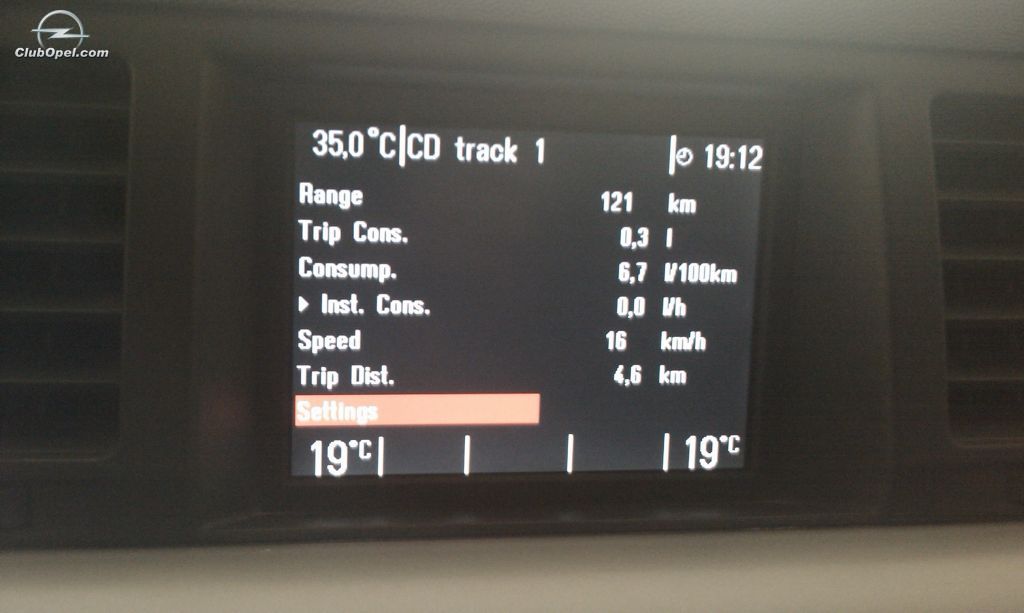 ClubOpel.com
35,0°C CD track 1 19:12
Range 121 km
Trip Cons. 0,3 l
Consump. 6,7 l/100km
Inst. Cons. 0,0 l/h
Speed 16 km/h
Trip Dist. 4,6 km
Settings
19°C 19°C